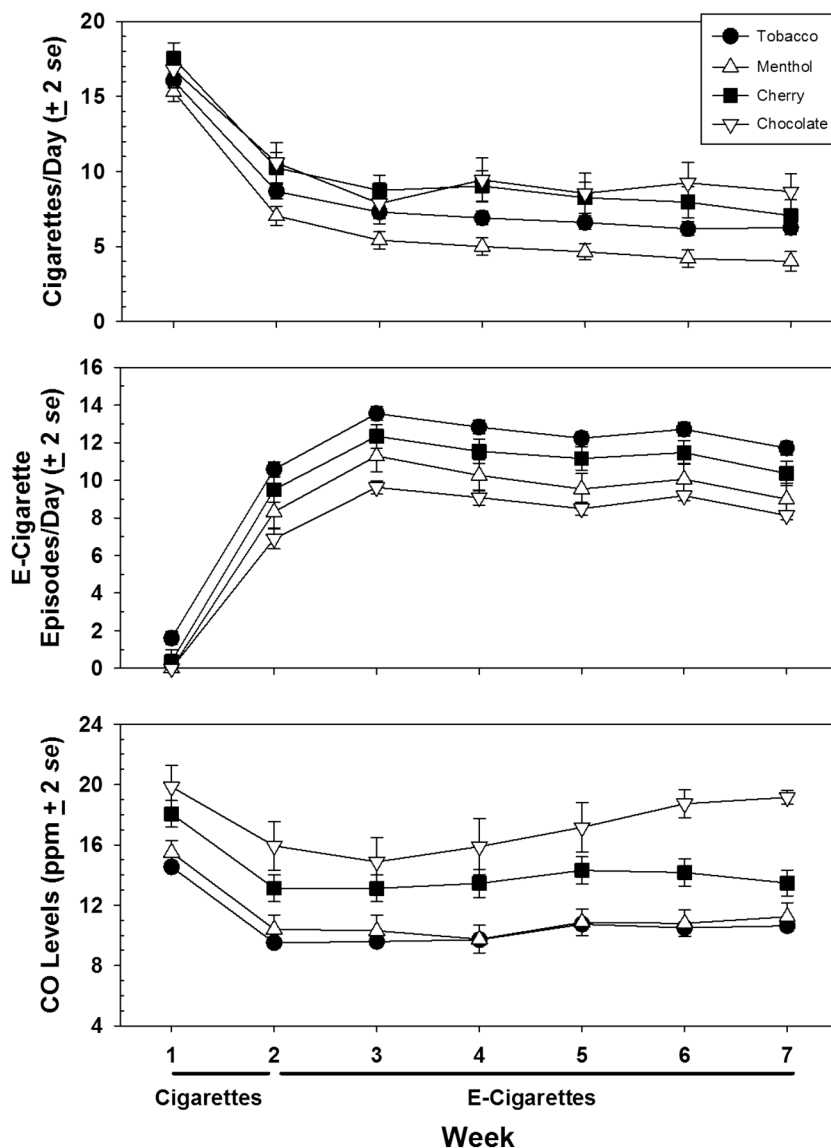 Cigarettes/Day (± 2 se)
20
15
10
5
0
Tobacco
Menthol
Cherry
Chocolate
E-Cigarette
Episodes/Day (± 2 se)
16
14
12
10
8
6
4
2
0
CO Levels (ppm ± 2 se)
24
20
16
12
8
4
1 2 3 4 5 6 7
Cigarettes E-Cigarettes
Week